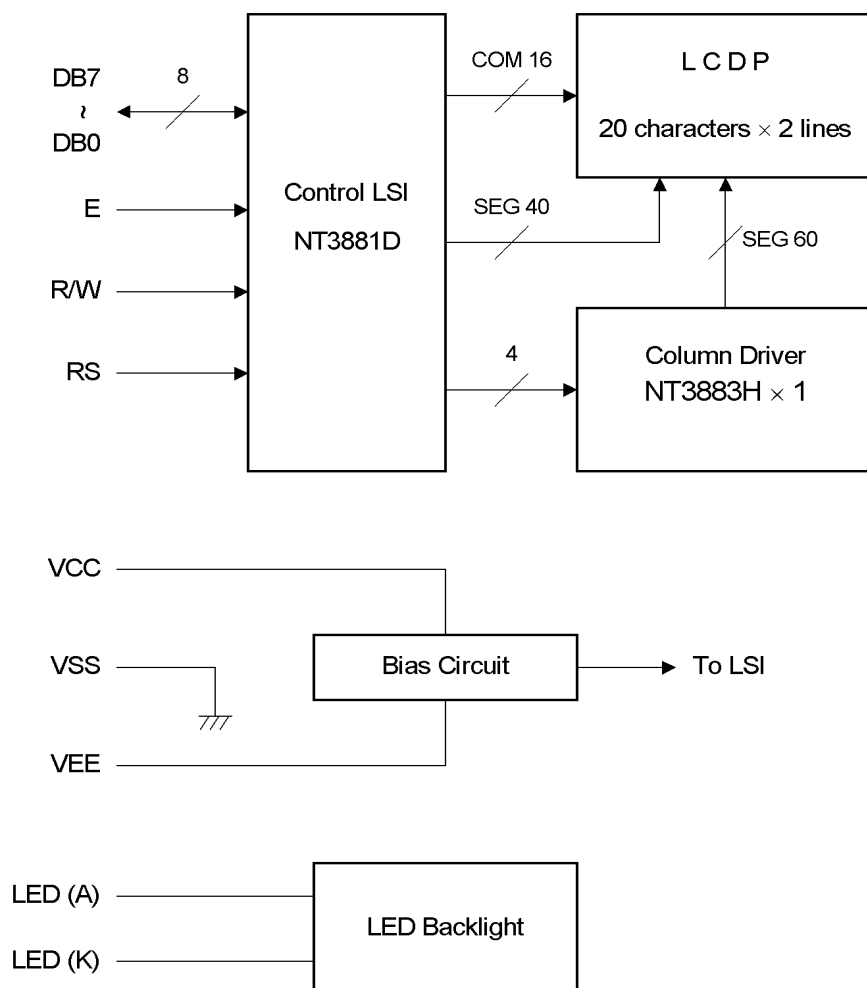 DB7
~
DB0
8
E
R/W
RS
Control LSI
NT3881D
COM 16
SEG 40
4
L C D P
20 characters × 2 lines
SEG 60
Column Driver
NT3883H × 1
VCC
VSS
VEE
Bias Circuit
To LSI
LED (A)
LED (K)
LED Backlight